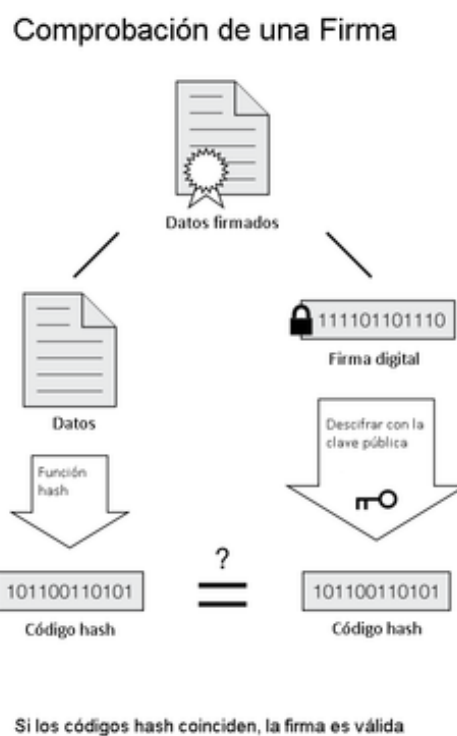 Comprobación de una Firma
Datos firmados
111101101110
Firma digital
Datos
Descifrar con la
clave pública
Función
hash
?
101100110101
101100110101
Código hash
Código hash
Si los códigos hash coinciden, la firma es válida